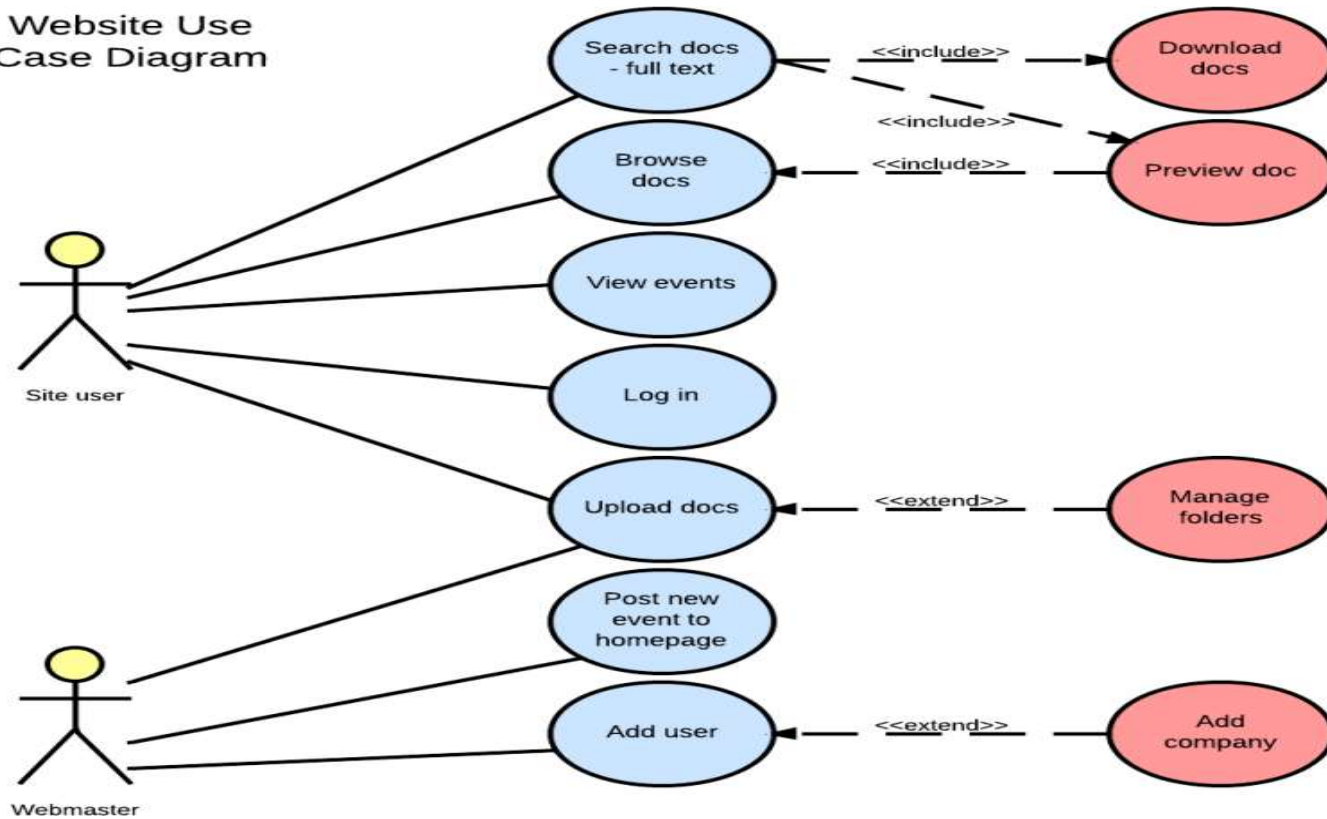 Website Use
Case Diagram
Search docs
- full text
<<include>>
Download
docs
<<include>>
Browse
docs
<<include>>
Preview doc
View events
Site user
Log in
Upload docs
<<extend>>
Manage
folders
Post new
event to
homepage
Add user
<<extend>>
Add
company
Webmaster